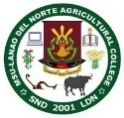 MSU-LANAO DEL NORTE AGRICULTURAL COLLEGE
SND 2001 LDN